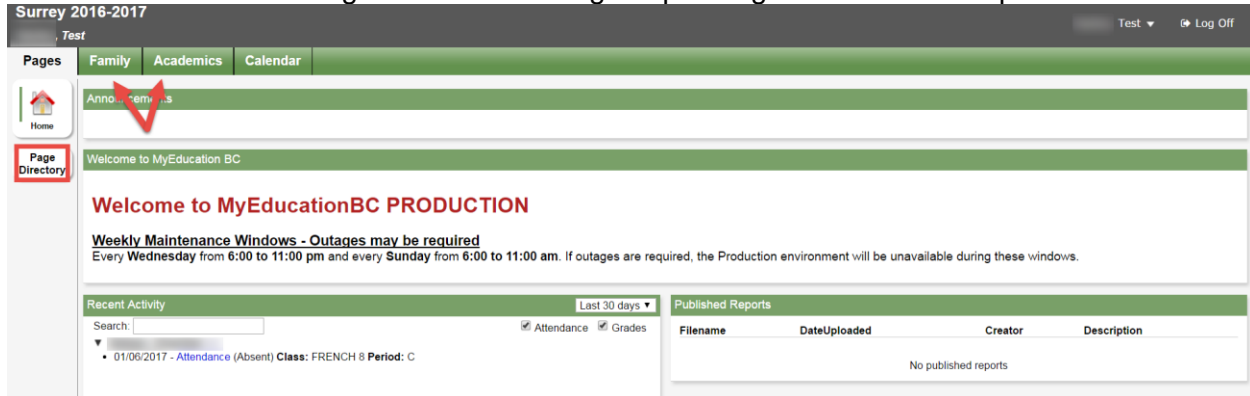 Surrey 2016-2017
, Test
Test ▼ Log Off
Pages Family Academics Calendar
Home
Page
Directory
Announcements
Welcome to MyEducation BC
Welcome to MyEducationBC PRODUCTION
Weekly Maintenance Windows - Outages may be required
Every Wednesday from 6:00 to 11:00 pm and every Sunday from 6:00 to 11:00 am. If outages are required, the Production environment will be unavailable during these windows.
Recent Activity Last 30 days ▼
Search: Attendance Grades
• 01/06/2017 - Attendance (Absent) Class: FRENCH 8 Period: C
Published Reports
Filename DateUploaded Creator Description
No published reports